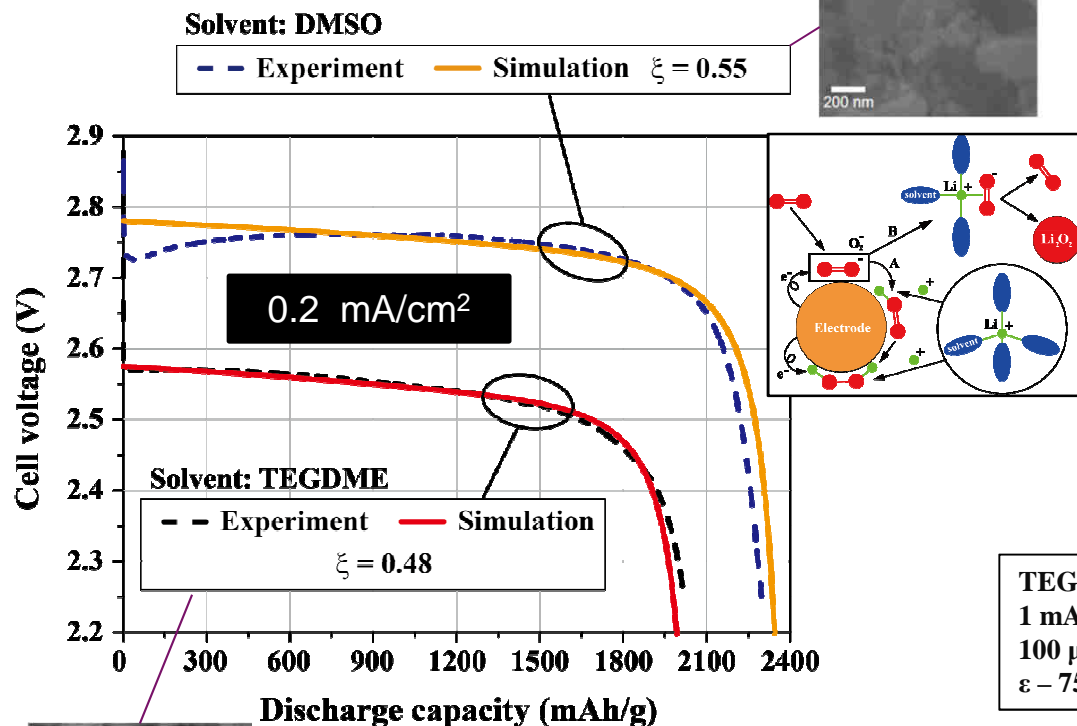 Solvent: DMSO
Experiment Simulation ξ = 0.55
200 nm
2.9
2.8
2.7
2.6
2.5
2.4
2.3
2.2
Cell voltage (V)
0.2 mA/cm²
Solvent: TEGDME
Experiment Simulation
ξ = 0.48
0 300 600 900 1200 1500 1800 2100 2400
Discharge capacity (mAh/g)
solvent
Li +
-
O₂⁻
B
A
-
e⁻
Li₂O₂
Electrode
+
+
e⁻
Li +
solvent
TEG
1 mA
100 µ
ε – 75